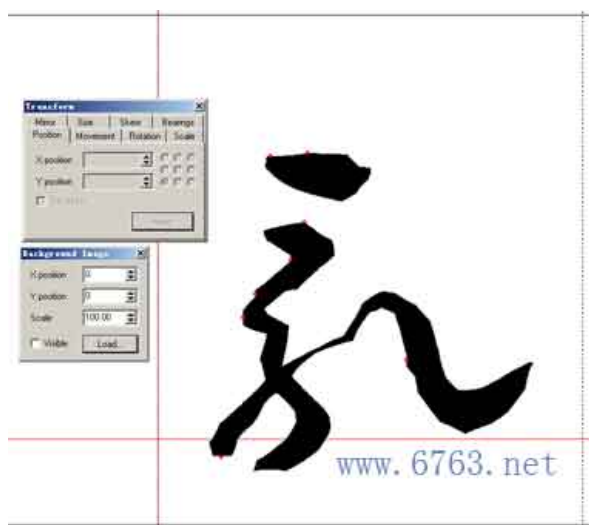 Transform
Mirror Size Skew Bearings
Position Movement Rotation Scale
X position
Y position
Background Image
X position 0
Y position 0
Scale 100.00
Visible Load...
www.6763.net